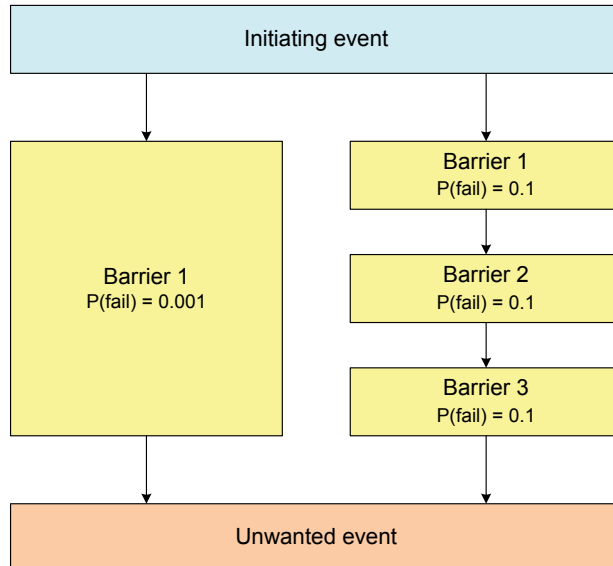 Initiating event
Barrier 1
P(fail) = 0.001
Barrier 1
P(fail) = 0.1
Barrier 2
P(fail) = 0.1
Barrier 3
P(fail) = 0.1
Unwanted event